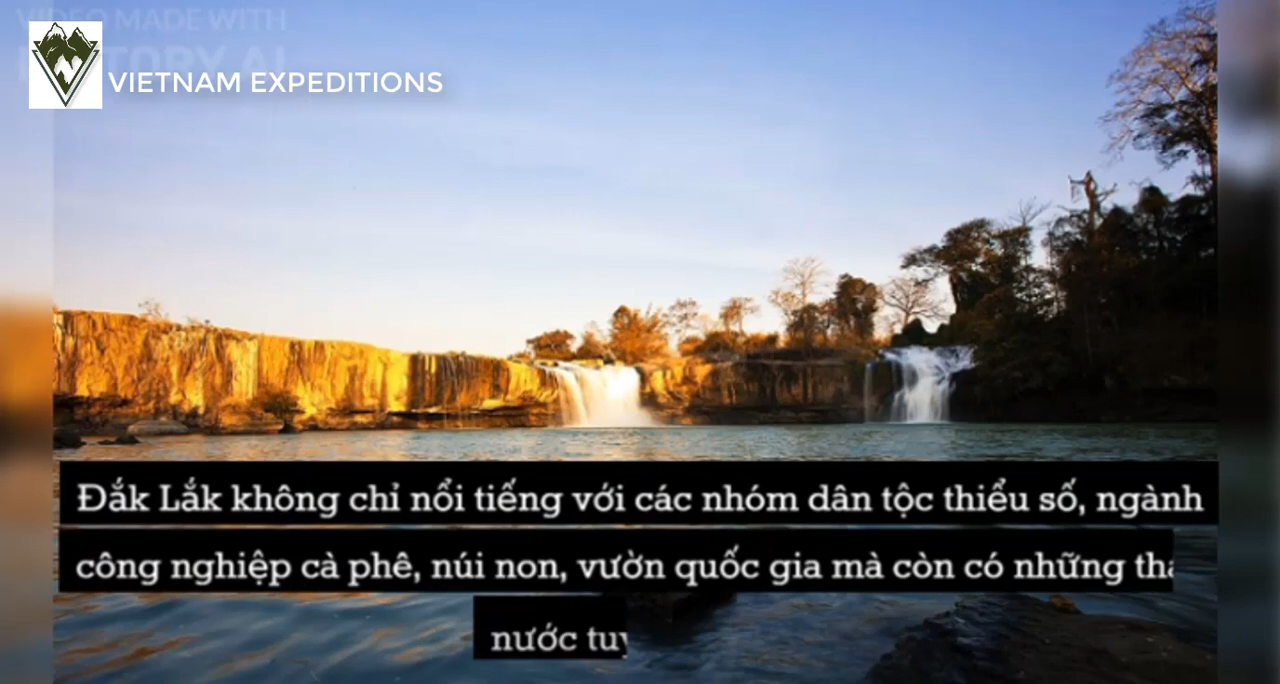 VIDEO MADE WITH
VIETNAM EXPEDITIONS
Đắk Lắk không chỉ nổi tiếng với các nhóm dân tộc thiểu số, ngành
công nghiệp cà phê, núi non, vườn quốc gia mà còn có những
nước